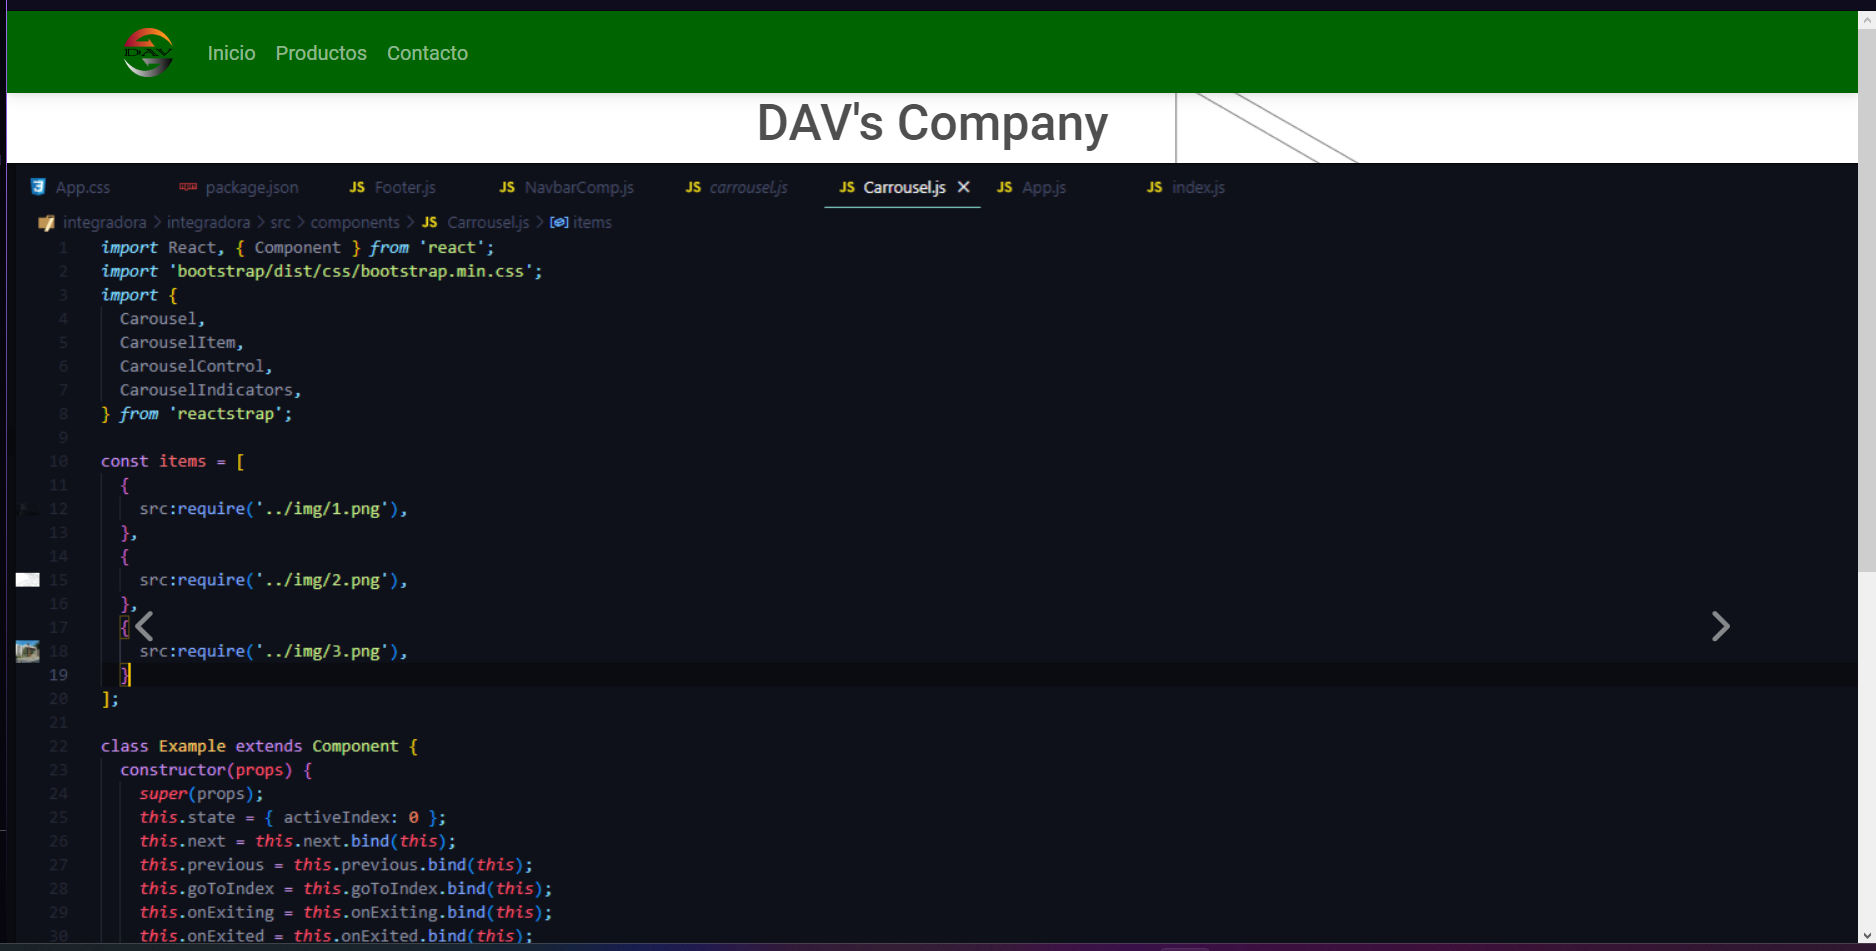 DAV
Inicio Productos Contacto
DAV's Company
App.css package.json JS Footer.js JS NavbarComp.js JS carrousel.js JS Carrousel.js JS App.js JS index.js
integradora > integradora > src > components > JS Carrousel.js > items
1 import React, { Component } from 'react';
2 import 'bootstrap/dist/css/bootstrap.min.css';
3 import {
4 Carousel,
5 CarouselItem,
6 CarouselControl,
7 CarouselIndicators,
8 } from 'reactstrap';
9
10 const items = [
11 {
12 src:require('../img/1.png'),
13 },
14 {
15 src:require('../img/2.png'),
16 },
17 {
18 src:require('../img/3.png'),
19 }
20 ];
21
22 class Example extends Component {
23 constructor(props) {
24 super(props);
25 this.state = { activeIndex: 0 };
26 this.next = this.next.bind(this);
27 this.previous = this.previous.bind(this);
28 this.goToIndex = this.goToIndex.bind(this);
29 this.onExiting = this.onExiting.bind(this);
30 this.onExited = this.onExited.bind(this);